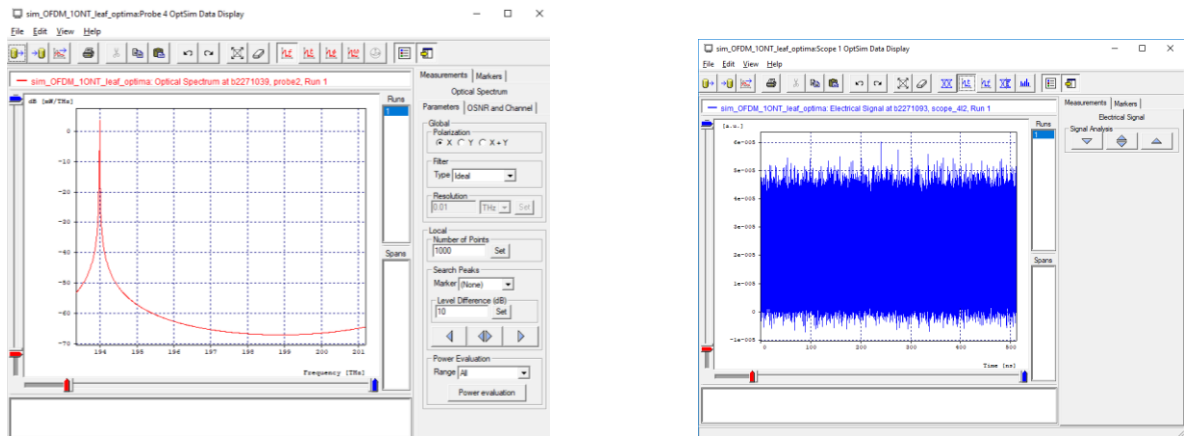 sim_OFDM_1ONT_leaf_optima:Probe 4 OptSim Data Display
File Edit View Help
sim_OFDM_1ONT_leaf_optima: Optical Spectrum at b2271039, probe2, Run 1
dB [mW/THz]
0
-10
-20
-30
-40
-50
-60
-70
194 195 196 197 198 199 200 201
Frequency [THz]
Runs
1
Spans
Measurements Markers
Optical Spectrum
Parameters OSNR and Channel
Global
Polarization
X Y X + Y
Filter
Type Ideal
Resolution
0.01 THz Set
Local
Number of Points
1000 Set
Search Peaks
Marker (None)
Level Difference (dB)
10 Set
Power Evaluation
Range All
Power evaluation
sim_OFDM_1ONT_leaf_optima:Scope 1 OptSim Data Display
File Edit View Help
sim_OFDM_1ONT_leaf_optima: Electrical Signal at b2271093, scope_4l2, Run 1
[a.u.]
6e-005
5e-005
4e-005
3e-005
2e-005
1e-005
0
-1e-005
0 100 200 300 400 500
Time [ns]
Runs
1
Spans
Measurements Markers
Electrical Signal
Signal Analysis